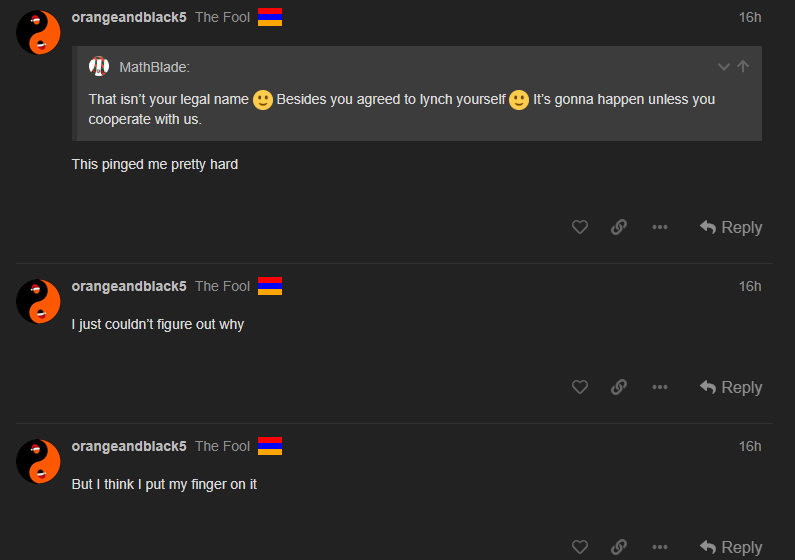 orangeandblack5 The Fool 16h
MathBlade:
That isn’t your legal name 🙂 Besides you agreed to lynch yourself 🙂 It’s gonna happen unless you
cooperate with us.
This pinged me pretty hard
Reply
orangeandblack5 The Fool 16h
I just couldn’t figure out why
Reply
orangeandblack5 The Fool 16h
But I think I put my finger on it
Reply